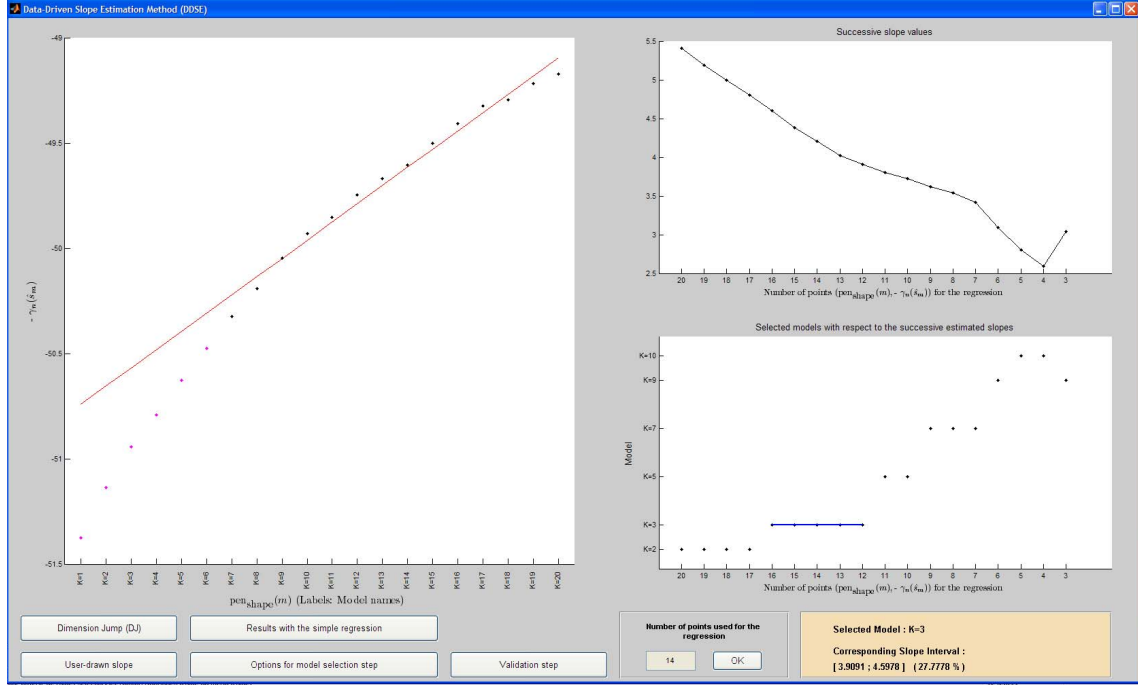 Data-Driven Slope Estimation Method (DDSE)
-49
-49.5
-50
-50.5
-51
-51.5
- γn(ŝm)
K=1
K=2
K=3
K=4
K=5
K=6
K=7
K=8
K=9
K=10
K=11
K=12
K=13
K=14
K=15
K=16
K=17
K=18
K=19
K=20
penshape(m) (Labels: Model names)
Successive slope values
5.5
5
4.5
4
3.5
3
2.5
20 19 18 17 16 15 14 13 12 11 10 9 8 7 6 5 4 3
Number of points (penshape(m), - γn(ŝm)) for the regression
Selected models with respect to the successive estimated slopes
K=10
K=9
K=7
K=5
K=3
K=2
Model
20 19 18 17 16 15 14 13 12 11 10 9 8 7 6 5 4 3
Number of points (penshape(m), - γn(ŝm)) for the regression
Dimension Jump (DJ)
Results with the simple regression
User-drawn slope
Options for model selection step
Validation step
Number of points used for the
regression
14
OK
Selected Model : K=3
Corresponding Slope Interval :
[ 3.9091 ; 4.5978 ] ( 27.7778 % )